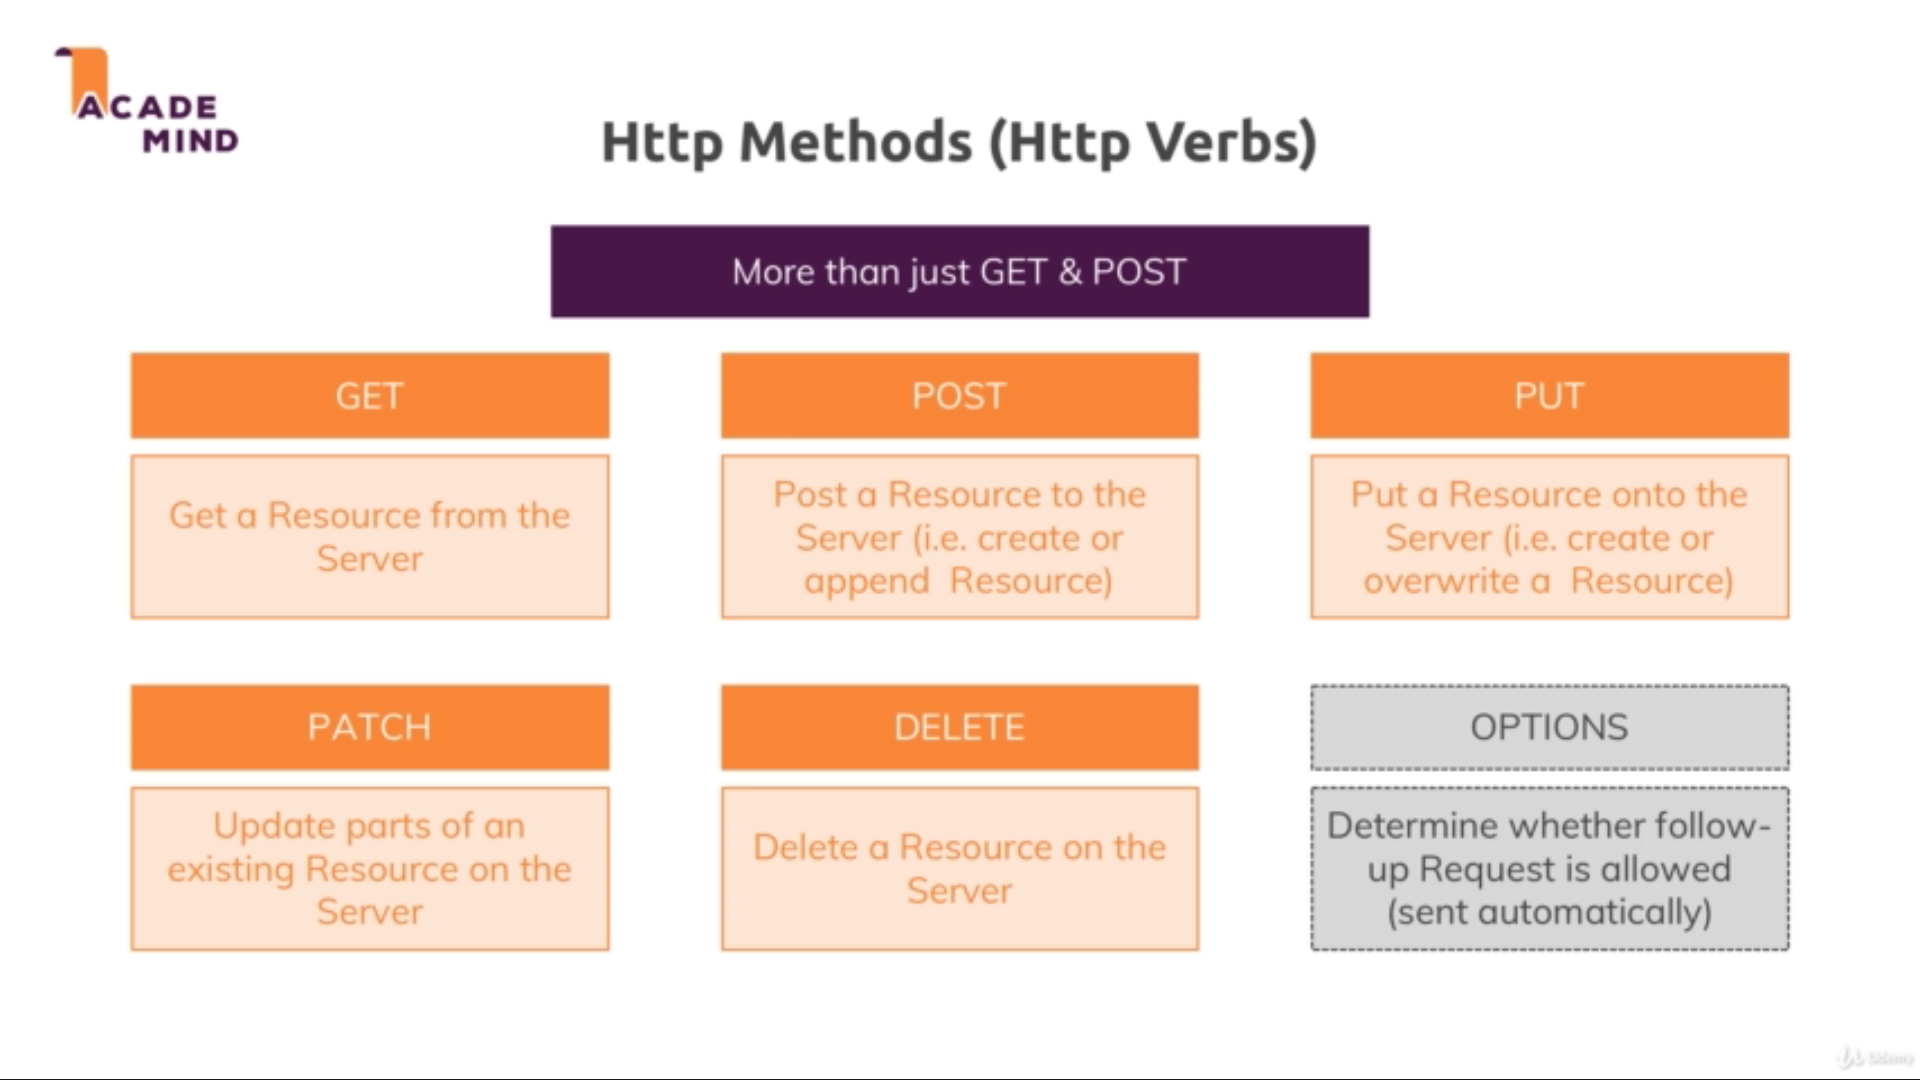 ACADE
MIND
Http Methods (Http Verbs)
More than just GET & POST
GET
Get a Resource from the
Server
POST
Post a Resource to the
Server (i.e. create or
append Resource)
PUT
Put a Resource onto the
Server (i.e. create or
overwrite a Resource)
PATCH
Update parts of an
existing Resource on the
Server
DELETE
Delete a Resource on the
Server
OPTIONS
Determine whether follow-
up Request is allowed
(sent automatically)
Udemy